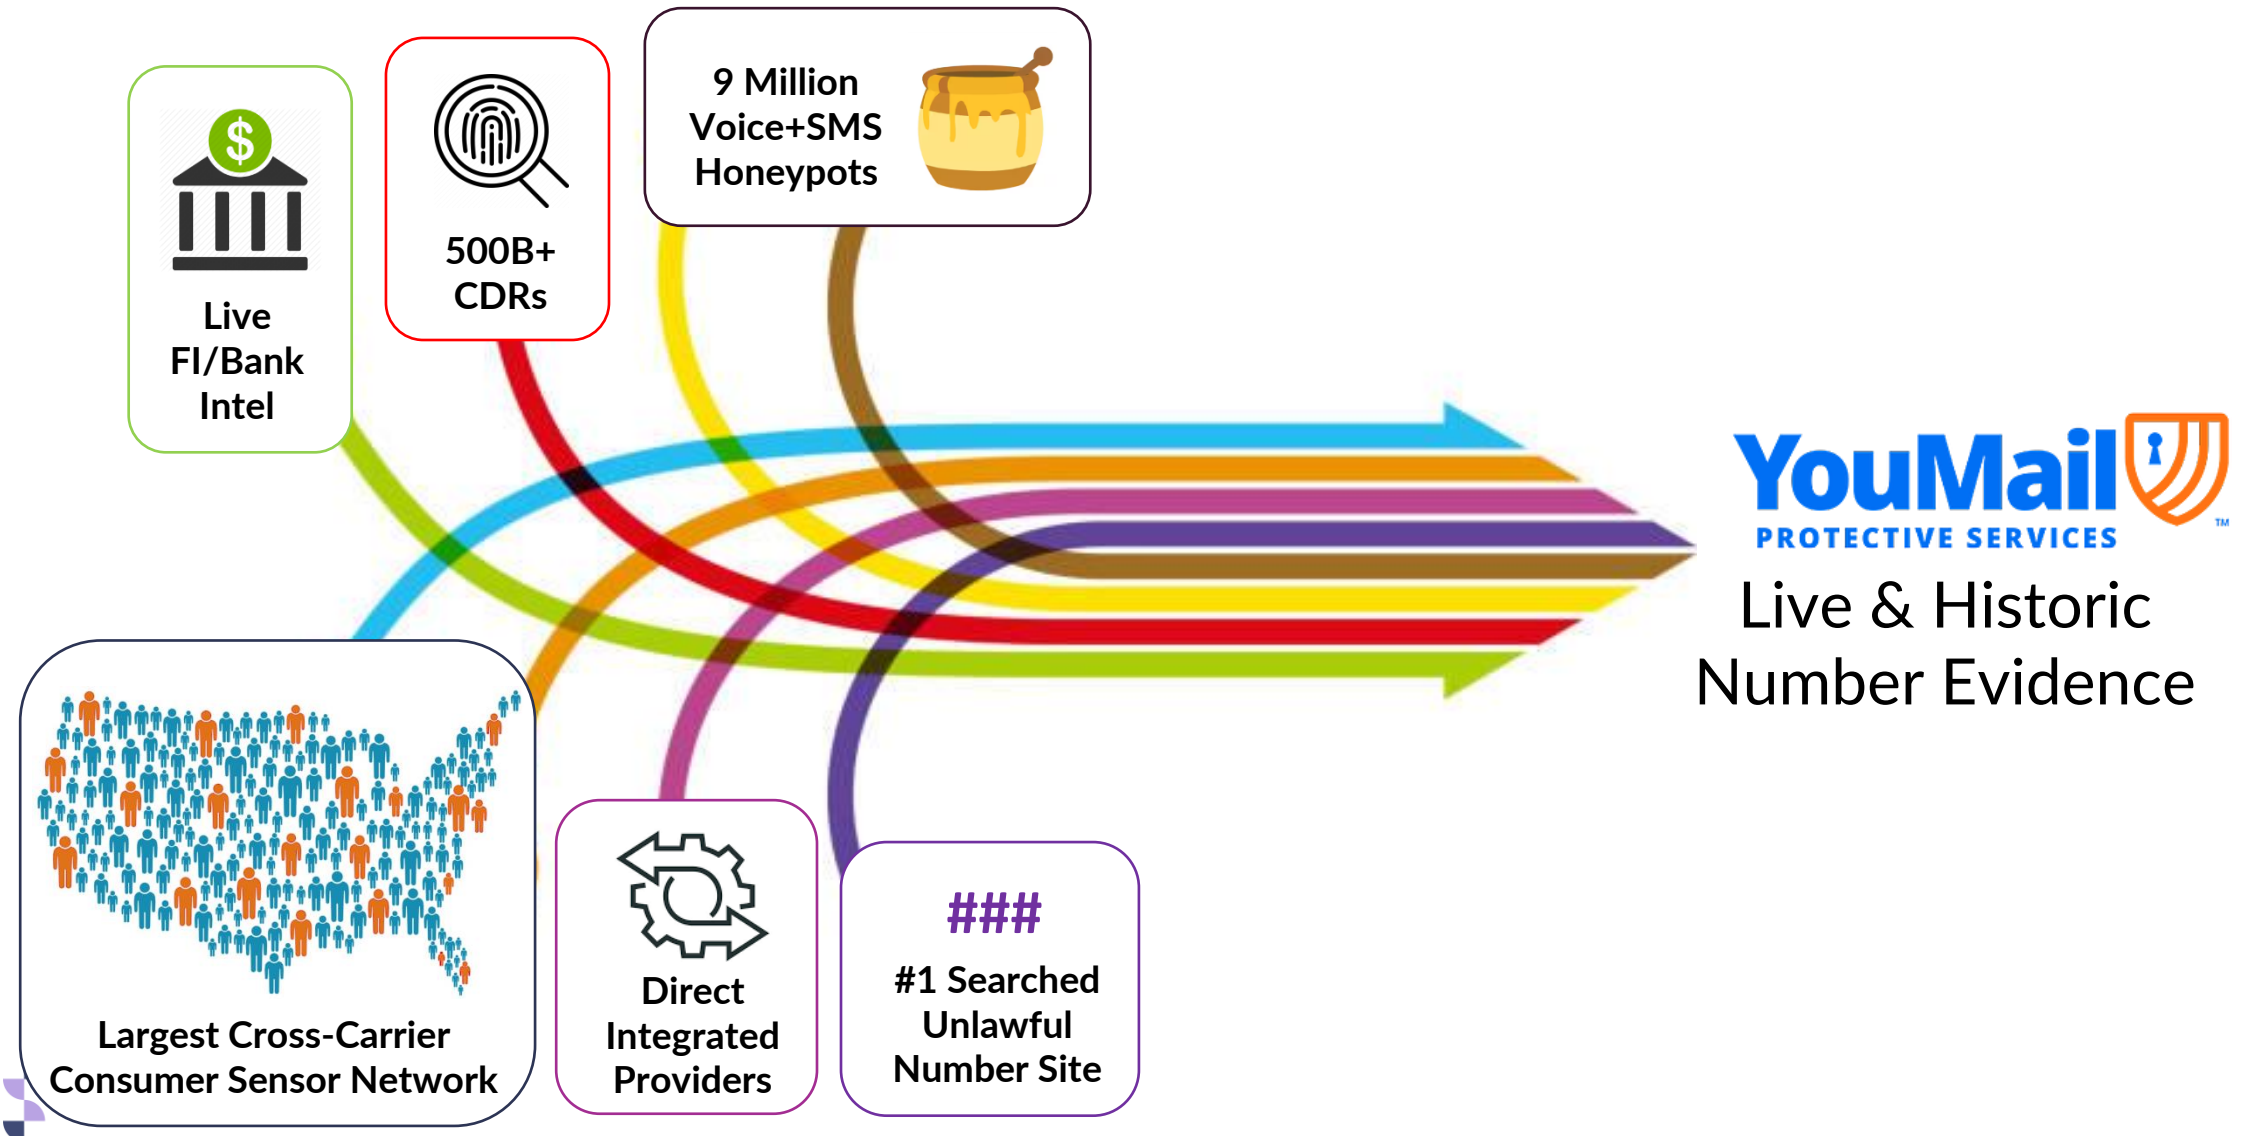 $
Live
FI/Bank
Intel
500B+
CDRs
9 Million
Voice+SMS
Honeypots
YouMail
TM
PROTECTIVE SERVICES
Live & Historic
Number Evidence
Largest Cross-Carrier
Consumer Sensor Network
Direct
Integrated
Providers
###
#1 Searched
Unlawful
Number Site